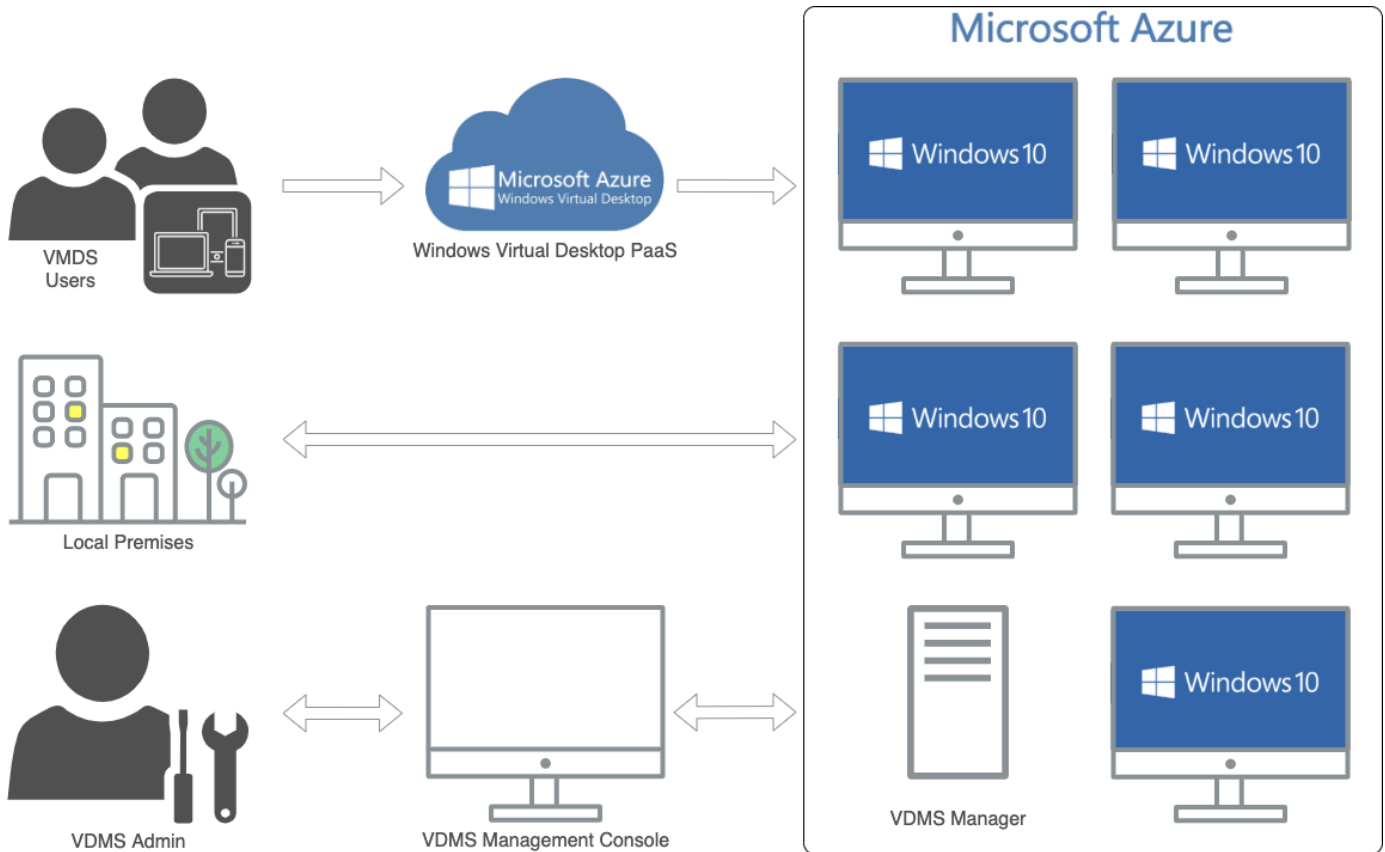 Microsoft Azure
Windows 10
Windows 10
Microsoft Azure
Windows Virtual Desktop
VMDS
Users
Windows Virtual Desktop PaaS
Windows 10
Windows 10
Local Premises
Windows 10
VDMS Manager
VDMS Admin
VDMS Management Console